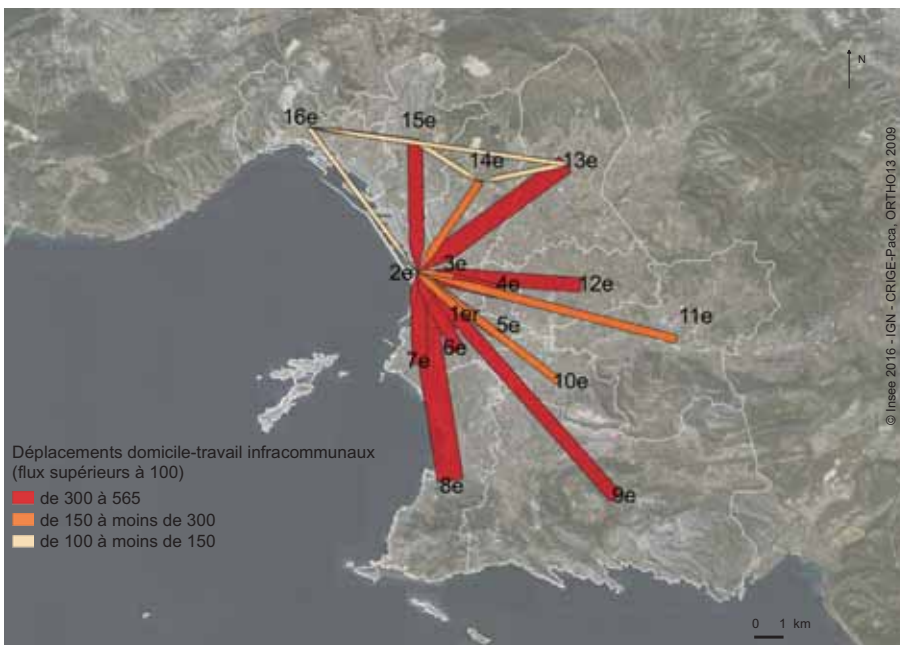 N
16e
15e
14e
13e
2e
3e
4e
12e
1er
5e
11e
6e
7e
10e
8e
9e
Déplacements domicile-travail infracommunaux
(flux supérieurs à 100)
de 300 à 565
de 150 à moins de 300
de 100 à moins de 150
0 1 km
© Insee 2016 - IGN - CRIGE-Paca, ORTHO13 2009